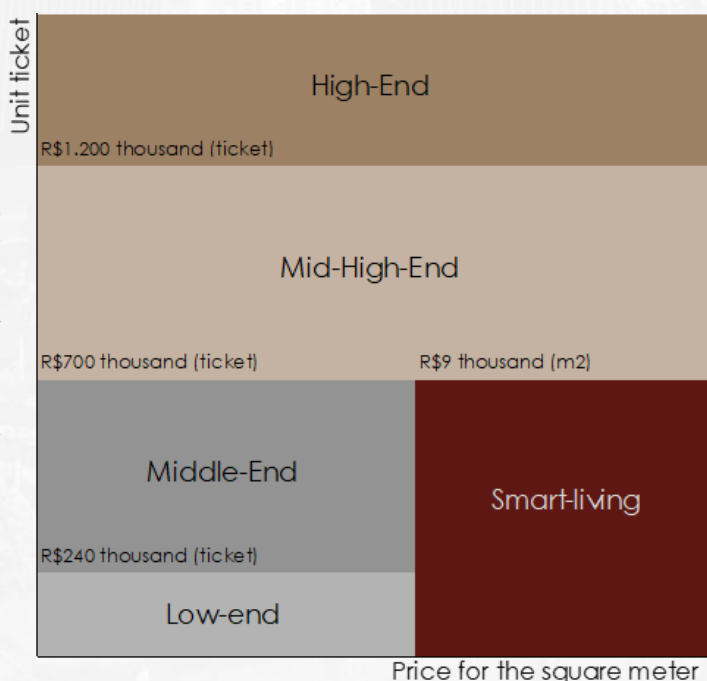 Unit ticket
High-End
R$1.200 thousand (ticket)
Mid-High-End
R$700 thousand (ticket)
R$9 thousand (m2)
Middle-End
Smart-living
R$240 thousand (ticket)
Low-end
Price for the square meter